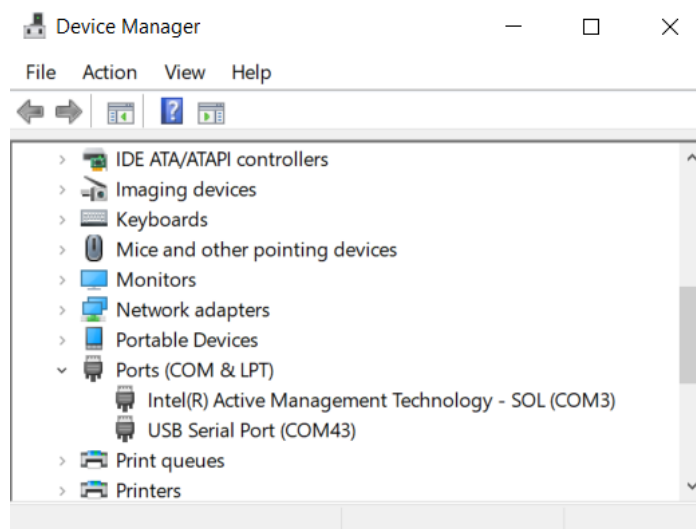 Device Manager
File Action View Help
IDE ATA/ATAPI controllers
Imaging devices
Keyboards
Mice and other pointing devices
Monitors
Network adapters
Portable Devices
Ports (COM & LPT)
Intel(R) Active Management Technology - SOL (COM3)
USB Serial Port (COM43)
Print queues
Printers